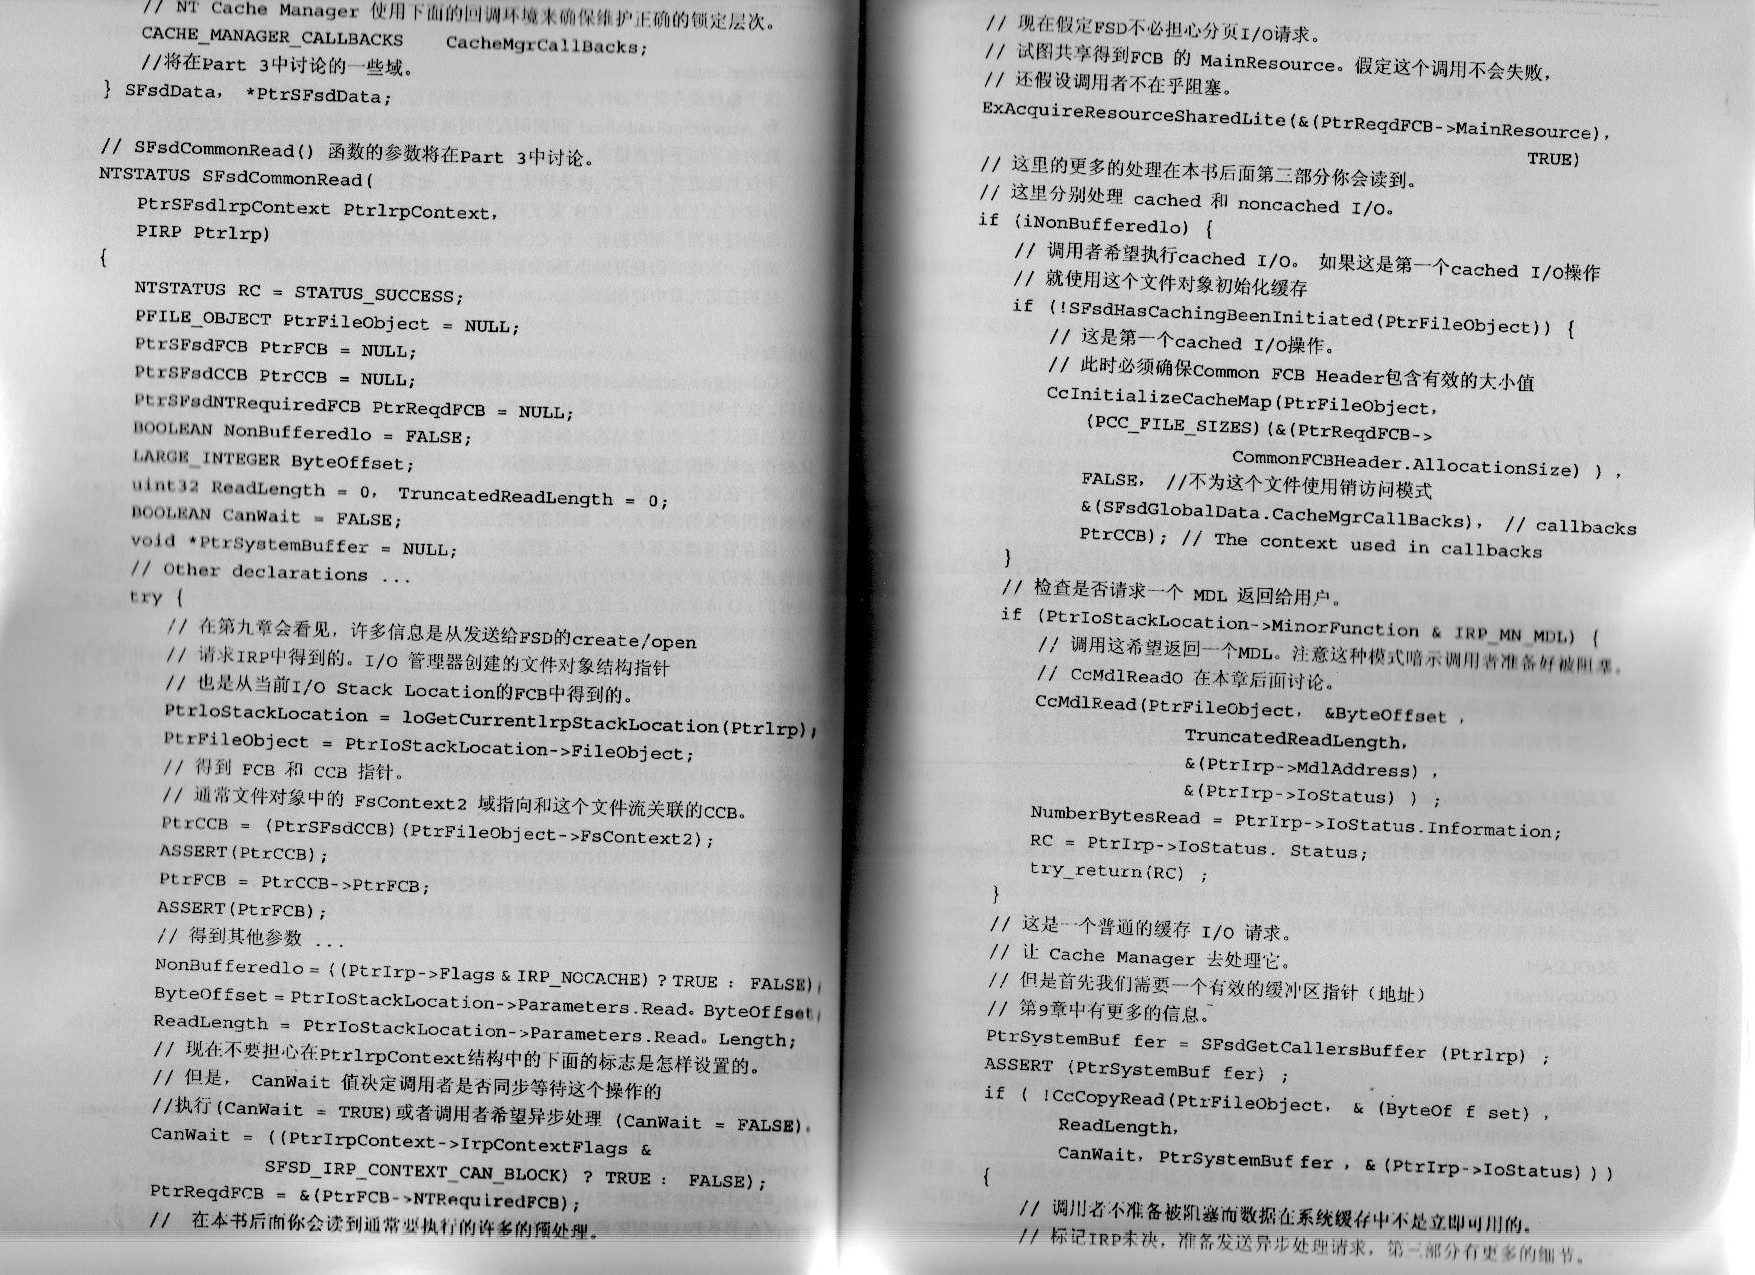 // NT Cache Manager 使用下面的回调环境来确保维护正确的锁定层次。
CACHE_MANAGER_CALLBACKS CacheMgrCallBacks;
//将在Part 3中讨论的一些域。
} SFsdData, *PtrSFsdData;
// SFsdCommonRead() 函数的参数将在Part 3中讨论。
NTSTATUS SFsdCommonRead(
PtrSFsdlrpContext PtrlrpContext,
PIRP Ptrlrp)
{
NTSTATUS RC = STATUS_SUCCESS;
PFILE_OBJECT PtrFileObject = NULL;
PtrSFsdFCB PtrFCB = NULL;
PtrSFsdCCB PtrCCB = NULL;
PtrSFsdNTRequiredFCB PtrReqdFCB = NULL;
BOOLEAN NonBufferedlo = FALSE;
LARGE_INTEGER ByteOffset;
uint32 ReadLength = 0, TruncatedReadLength = 0;
BOOLEAN CanWait = FALSE;
void *PtrSystemBuffer = NULL;
// Other declarations ...
try {
// 在第九章会看见，许多信息是从发送给FSD的create/open
// 请求IRP中得到的。I/O 管理器创建的文件对象结构指针
// 也是从当前I/O Stack Location的FCB中得到的。
PtrloStackLocation = loGetCurrentlrpStackLocation(Ptrlrp);
PtrFileObject = PtrIoStackLocation->FileObject;
// 得到 FCB 和 CCB 指针。
// 通常文件对象中的 FsContext2 域指向和这个文件流关联的CCB。
PtrCCB = (PtrSFsdCCB)(PtrFileObject->FsContext2);
ASSERT(PtrCCB);
PtrFCB = PtrCCB->PtrFCB;
ASSERT(PtrFCB);
// 得到其他参数 ...
NonBufferedlo = ((PtrIrp->Flags & IRP_NOCACHE) ? TRUE : FALSE);
ByteOffset = PtrIoStackLocation->Parameters.Read。ByteOffset;
ReadLength = PtrIoStackLocation->Parameters.Read。Length;
// 现在不要担心在PtrlrpContext结构中的下面的标志是怎样设置的。
// 但是， CanWait 值决定调用者是否同步等待这个操作的
//执行(CanWait = TRUE)或者调用者希望异步处理 (CanWait = FALSE)。
CanWait = ((PtrIrpContext->IrpContextFlags &
SFSD_IRP_CONTEXT_CAN_BLOCK) ? TRUE : FALSE);
PtrReqdFCB = &(PtrFCB->NTRequiredFCB);
// 在本书后面你会读到通常要执行的许多的预处理。
// 现在假定FSD不必担心分页I/O请求。
// 试图共享得到FCB 的 MainResource。假定这个调用不会失败，
// 还假设调用者不在乎阻塞。
ExAcquireResourceSharedLite(&(PtrReqdFCB->MainResource),
TRUE)
// 这里的更多的处理在本书后面第三部分你会读到。
// 这里分别处理 cached 和 noncached I/O。
if (iNonBufferedlo) {
// 调用者希望执行cached I/O。 如果这是第一个cached I/O操作
// 就使用这个文件对象初始化缓存
if (!SFsdHasCachingBeenInitiated(PtrFileObject)) {
// 这是第一个cached I/O操作。
// 此时必须确保Common FCB Header包含有效的大小值
CcInitializeCacheMap(PtrFileObject,
(PCC_FILE_SIZES)(&(PtrReqdFCB->
CommonFCBHeader.AllocationSize) ) ,
FALSE, //不为这个文件使用销访问模式
&(SFsdGlobalData.CacheMgrCallBacks), // callbacks
PtrCCB); // The context used in callbacks
}
// 检查是否请求一个 MDL 返回给用户。
if (PtrIoStackLocation->MinorFunction & IRP_MN_MDL) {
// 调用这希望返回一个MDL。注意这种模式暗示调用者准备好被阻塞。
// CcMdlReadO 在本章后面讨论。
CcMdlRead(PtrFileObject, &ByteOffset ,
TruncatedReadLength,
&(PtrIrp->MdlAddress) ,
&(PtrIrp->IoStatus) ) ;
NumberBytesRead = PtrIrp->IoStatus.Information;
RC = PtrIrp->IoStatus. Status;
try_return(RC) ;
}
// 这是一个普通的缓存 I/O 请求。
// 让 Cache Manager 去处理它。
// 但是首先我们需要一个有效的缓冲区指针（地址）
// 第9章中有更多的信息。
PtrSystemBuf fer = SFsdGetCallersBuffer (Ptrlrp) ;
ASSERT (PtrSystemBuf fer) ;
if ( !CcCopyRead(PtrFileObject, & (ByteOf f set) ,
ReadLength,
CanWait, PtrSystemBuf fer , & (PtrIrp->IoStatus) ) )
{
// 调用者不准备被阻塞而数据在系统缓存中不是立即可用的。
// 标记IRP未决，准备发送异步处理请求，第三部分有更多的细节。